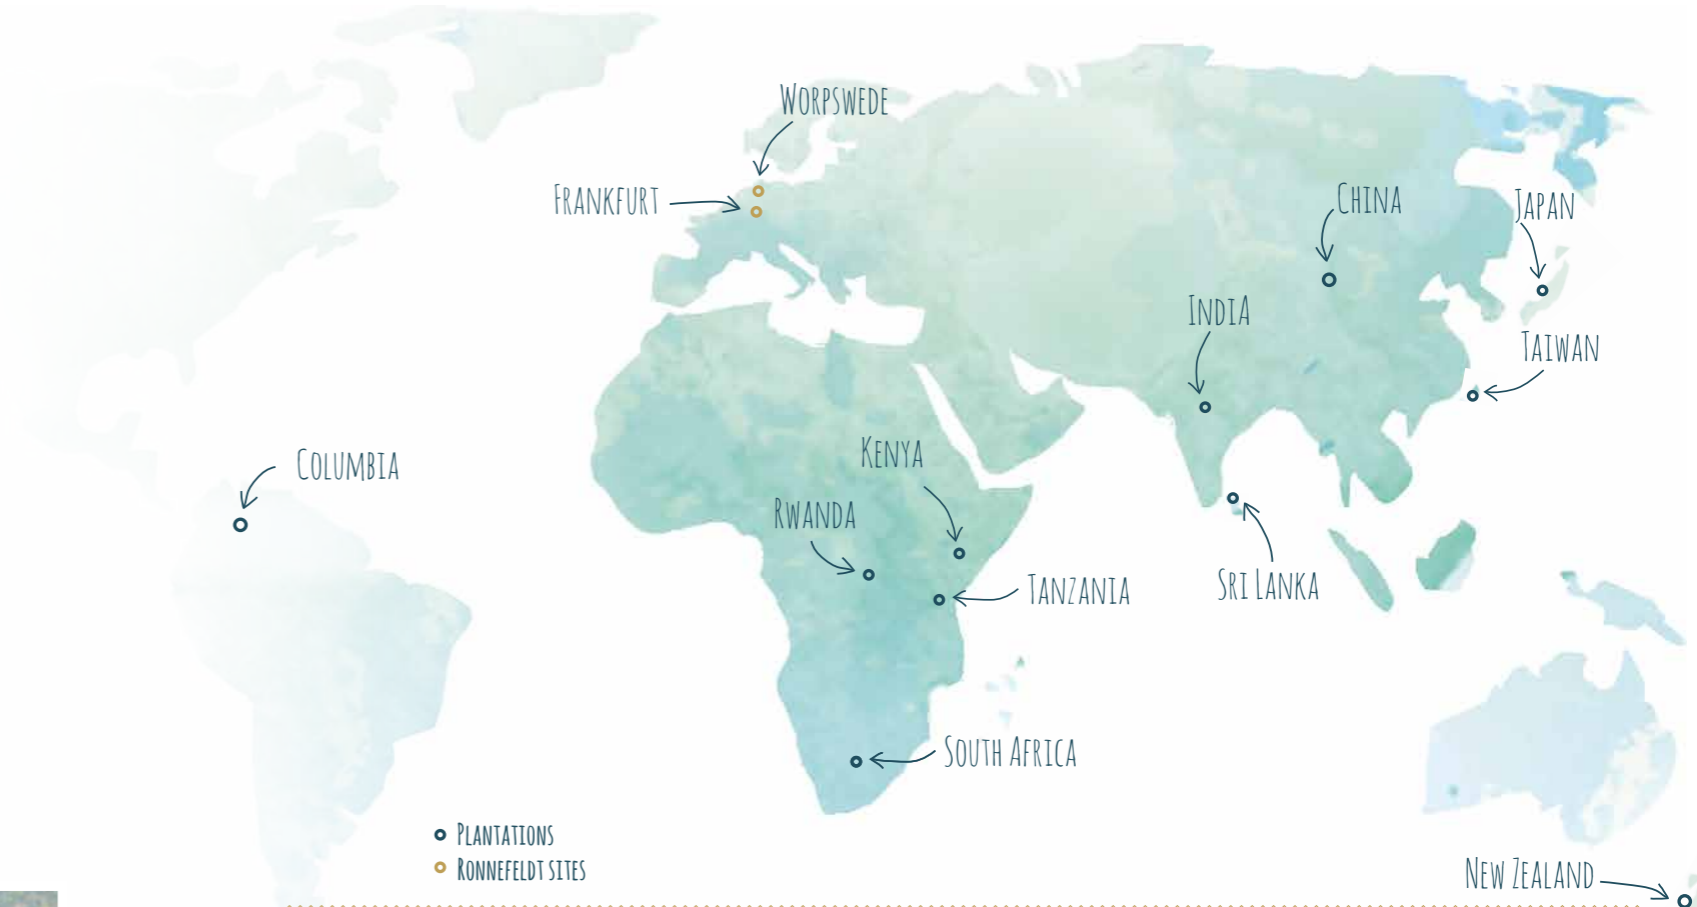 Worpswede
Frankfurt
China
Japan
India
Taiwan
Columbia
Kenya
Rwanda
Tanzania
Sri Lanka
South Africa
Plantations
Ronnefeldt sites
New Zealand